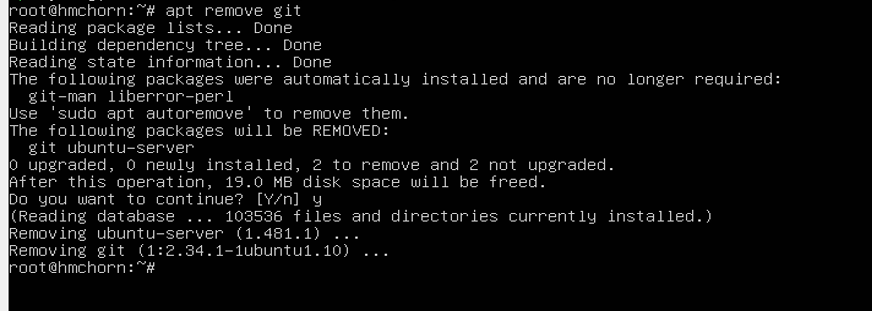 root@hmchorn:~# apt remove git
Reading package lists... Done
Building dependency tree... Done
Reading state information... Done
The following packages were automatically installed and are no longer required:
  git-man liberror-perl
Use 'sudo apt autoremove' to remove them.
The following packages will be REMOVED:
  git ubuntu-server
0 upgraded, 0 newly installed, 2 to remove and 2 not upgraded.
After this operation, 19.0 MB disk space will be freed.
Do you want to continue? [Y/n] y
(Reading database ... 103536 files and directories currently installed.)
Removing ubuntu-server (1.481.1) ...
Removing git (1:2.34.1-1ubuntu1.10) ...
root@hmchorn:~#